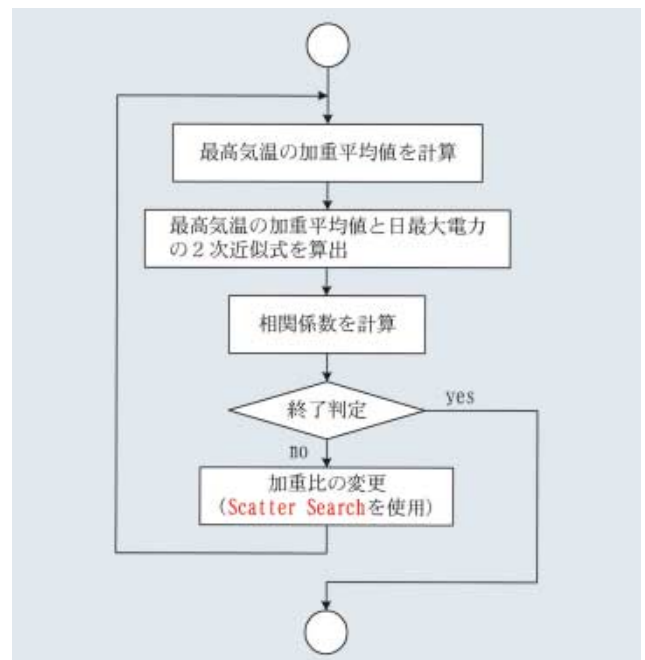 最高気温の加重平均値を計算
最高気温の加重平均値と日最大電力
の２次近似式を算出
相関係数を計算
終了判定
yes
no
加重比の変更
(Scatter Searchを使用)